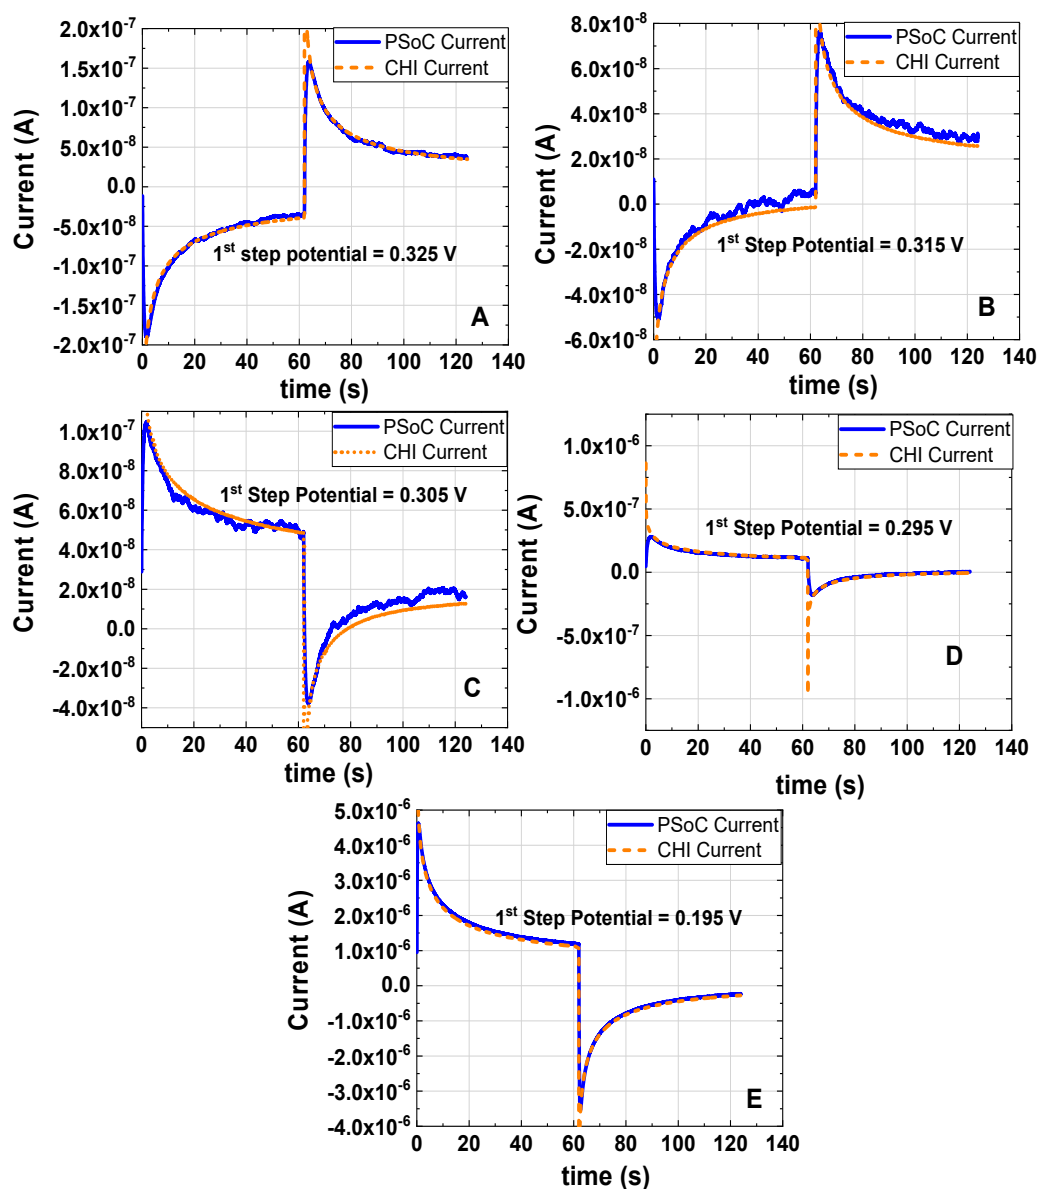 2.0x10⁻⁷
1.5x10⁻⁷
1.0x10⁻⁷
5.0x10⁻⁸
0.0
-5.0x10⁻⁸
-1.0x10⁻⁷
-1.5x10⁻⁷
-2.0x10⁻⁷
Current (A)
PSoC Current
CHI Current
1ˢᵗ step potential = 0.325 V
A
0 20 40 60 80 100 120 140
time (s)
8.0x10⁻⁸
6.0x10⁻⁸
4.0x10⁻⁸
2.0x10⁻⁸
0.0
-2.0x10⁻⁸
-4.0x10⁻⁸
-6.0x10⁻⁸
Current (A)
PSoC Current
CHI Current
1ˢᵗ Step Potential = 0.315 V
B
0 20 40 60 80 100 120 140
time (s)
1.0x10⁻⁷
8.0x10⁻⁸
6.0x10⁻⁸
4.0x10⁻⁸
2.0x10⁻⁸
0.0
-2.0x10⁻⁸
-4.0x10⁻⁸
Current (A)
PSoC Current
CHI Current
1ˢᵗ Step Potential = 0.305 V
C
0 20 40 60 80 100 120 140
time (s)
1.0x10⁻⁶
5.0x10⁻⁷
0.0
-5.0x10⁻⁷
-1.0x10⁻⁶
Current (A)
PSoC Current
CHI Current
1ˢᵗ Step Potential = 0.295 V
D
0 20 40 60 80 100 120 140
time (s)
5.0x10⁻⁶
4.0x10⁻⁶
3.0x10⁻⁶
2.0x10⁻⁶
1.0x10⁻⁶
0.0
-1.0x10⁻⁶
-2.0x10⁻⁶
-3.0x10⁻⁶
-4.0x10⁻⁶
Current (A)
PSoC Current
CHI Current
1ˢᵗ Step Potential = 0.195 V
E
0 20 40 60 80 100 120 140
time (s)